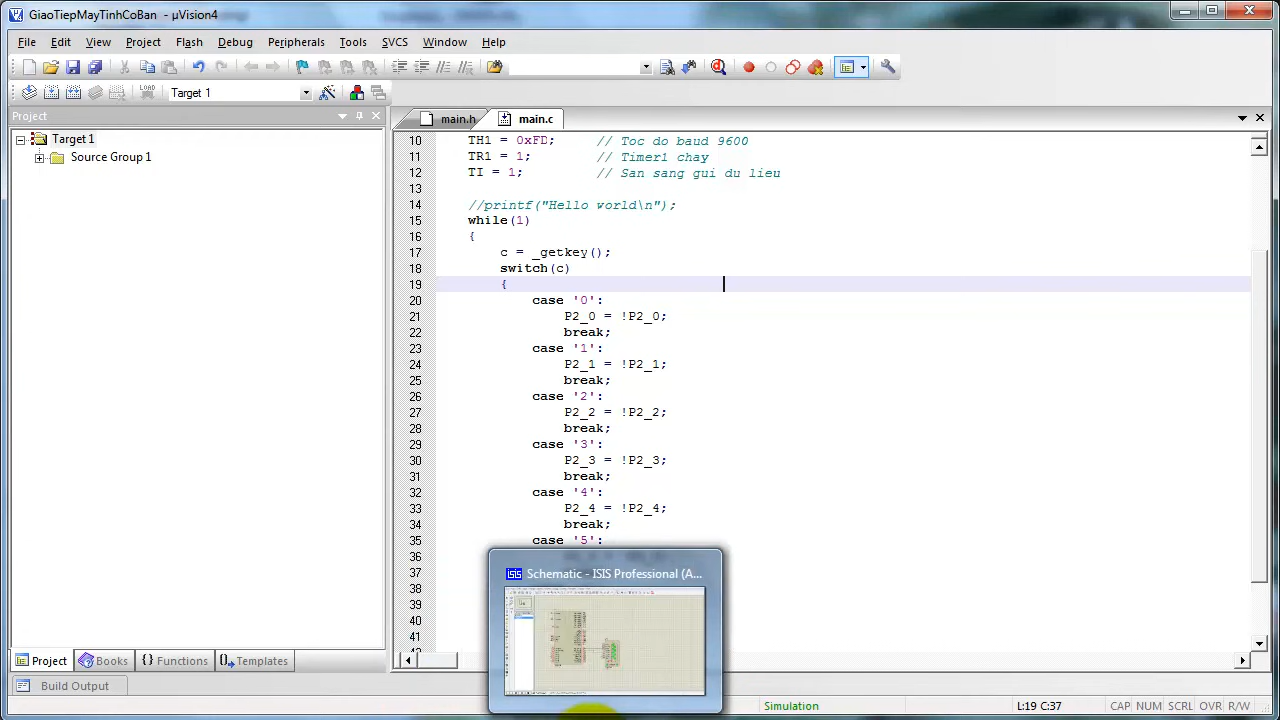 GiaoTiepMayTinhCoBan - µVision4
File Edit View Project Flash Debug Peripherals Tools SVCS Window Help
LOAD Target 1
Project
main.h main.c
Target 1
Source Group 1
10 TH1 = 0xFD; // Toc do baud 9600
11 TR1 = 1; // Timer1 chay
12 TI = 1; // San sang gui du lieu
13
14 //printf("Hello world\n");
15 while(1)
16 {
17 c = _getkey();
18 switch(c)
19 {
20 case '0':
21 P2_0 = !P2_0;
22 break;
23 case '1':
24 P2_1 = !P2_1;
25 break;
26 case '2':
27 P2_2 = !P2_2;
28 break;
29 case '3':
30 P2_3 = !P2_3;
31 break;
32 case '4':
33 P2_4 = !P2_4;
34 break;
35 case '5':
36
37
38
39
40
41
isis Schematic - ISIS Professional (A...
Project Books {} Functions Templates
Build Output
Simulation L:19 C:37 CAP NUM SCRL OVR R/W